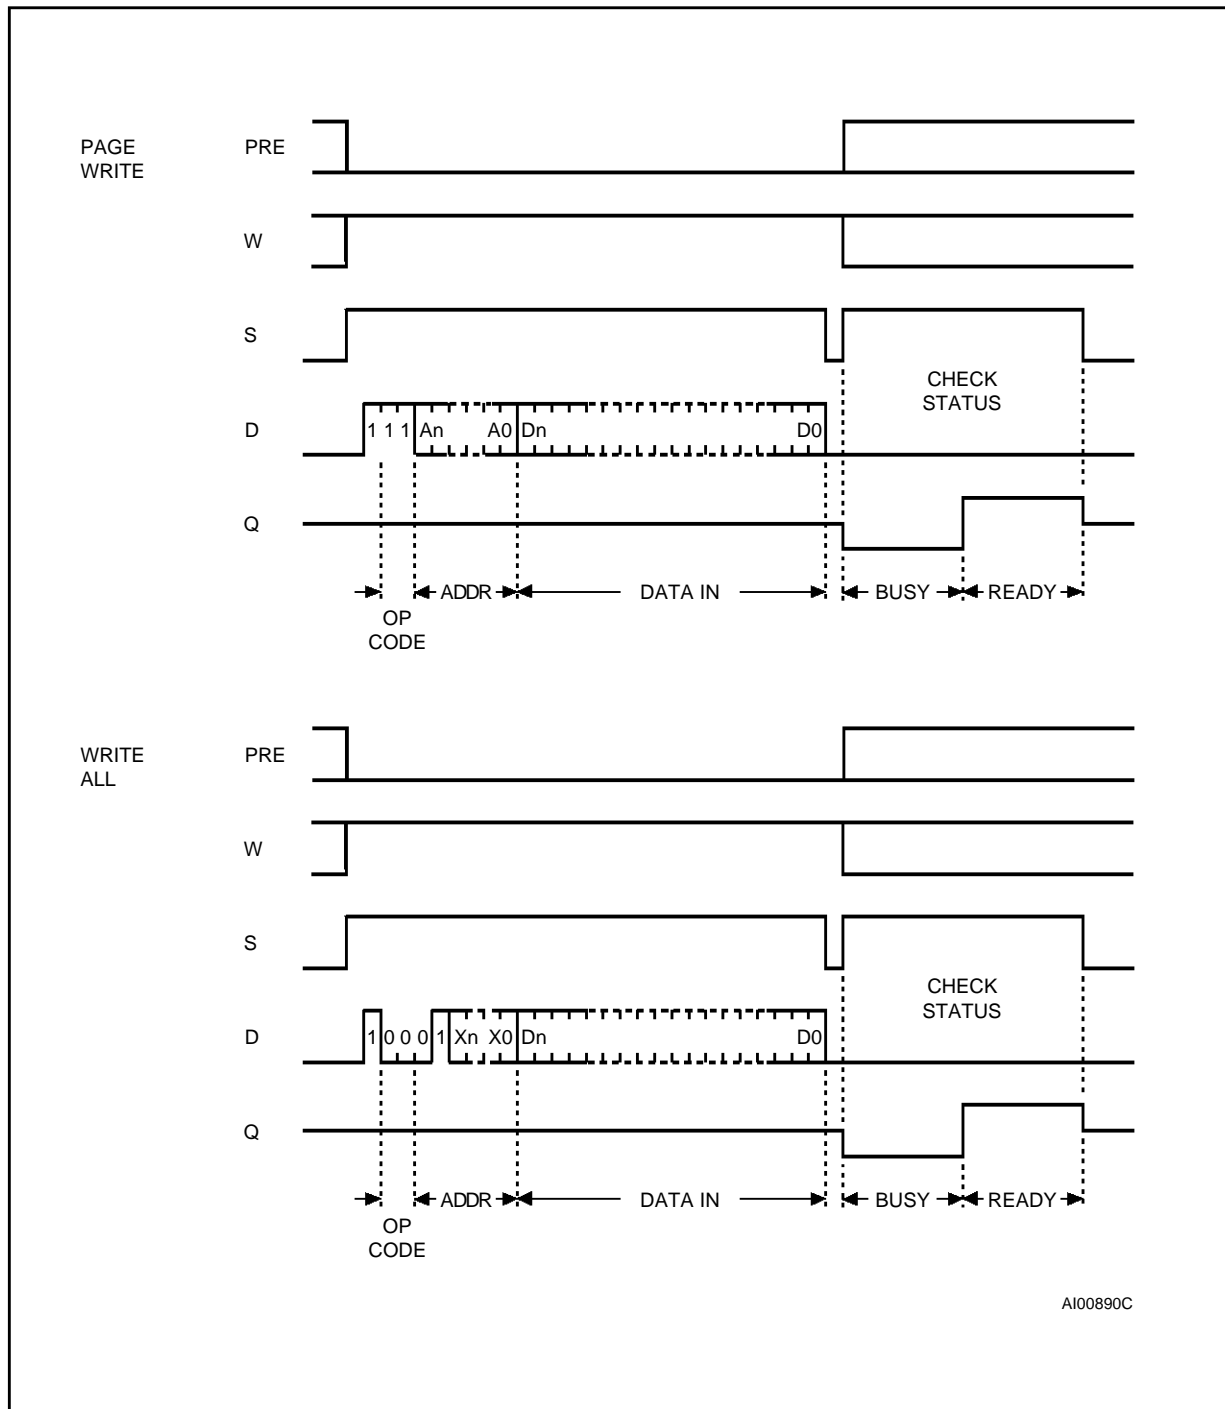 PAGE
WRITE
PRE
W
S
CHECK
STATUS
D
1 1 1 An A0 Dn D0
Q
ADDR DATA IN BUSY READY
OP
CODE
WRITE
ALL
PRE
W
S
CHECK
STATUS
D
1 0 0 0 1 Xn X0 Dn D0
Q
ADDR DATA IN BUSY READY
OP
CODE
AI00890C